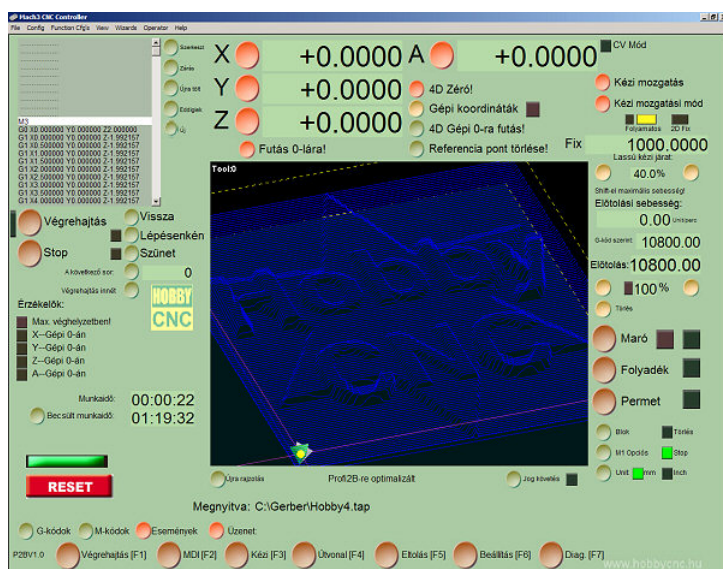 Mach3 CNC Controller
File Config Function Cfg's View Wizards Operator Help
Szerkeszt
Zárás
Újra tölt
Eddigiek
Új
X +0.0000
Y +0.0000
Z +0.0000
A +0.0000
Futás 0-lára!
4D Zéró!
Gépi koordináták
4D Gépi 0-ra futás!
Referencia pont törlése!
CV Mód
Kézi mozgatás
Kézi mozgatási mód
Folyamatos 2D Fix
Fix 1000.0000
Lassú kézi járat:
40.0%
Shift-el maximális sebesség!
Előtolási sebesség:
0.00 Unit/perc
G-kód szerint: 10800.00
Előtolás: 10800.00
100 %
Törlés
M3
G0 X0.000000 Y0.000000 Z2.000000
G1 X0.000000 Y0.000000 Z-1.992157
G1 X0.500000 Y0.000000 Z-1.992157
G1 X1.000000 Y0.000000 Z-1.992157
G1 X1.500000 Y0.000000 Z-1.992157
G1 X2.000000 Y0.000000 Z-1.992157
G1 X2.500000 Y0.000000 Z-1.992157
G1 X3.000000 Y0.000000 Z-1.992157
G1 X3.500000 Y0.000000 Z-1.992157
G1 X4.000000 Y0.000000 Z-1.992157
Végrehajtás
Stop
Vissza
Lépésenkén
Szünet
A következő sor: 0
Végrehajtás innét
HOBBY
CNC
Érzékelők:
Max. véghelyzetben!
X--Gépi 0-án
Y--Gépi 0-án
Z--Gépi 0-án
A--Gépi 0-án
Munkaidő: 00:00:22
Becsült munkaidő: 01:19:32
RESET
Tool:0
Maró
Folyadék
Permet
Blok Törlés
M1 Opciós Stop
Unit mm Inch
Újra rajzolás
Profi2B-re optimalizált
Jog követés
Megnyitva: C:\Gerber\Hobby4.tap
G-kódok M-kódok Események Üzenet:
P2BV1.0 Végrehajtás [F1] MDI [F2] Kézi [F3] Útvonal [F4] Eltolás [F5] Beállítás [F6] Diag. [F7]
www.hobbycnc.hu